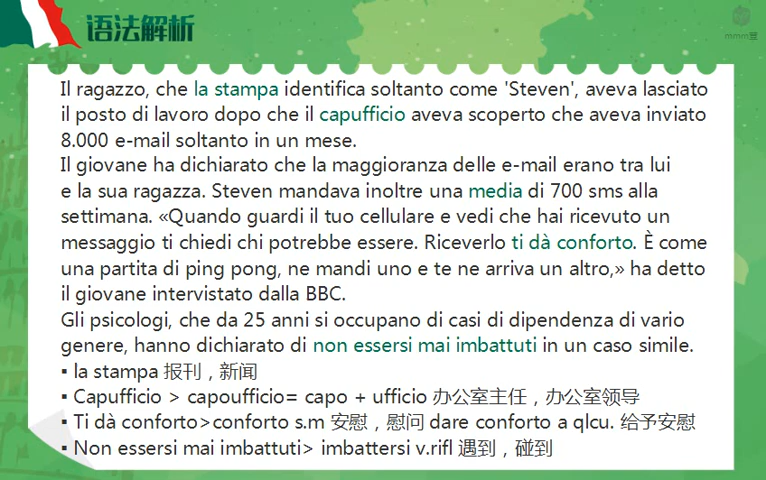 语法解析
mmm豆
Il ragazzo, che la stampa identifica soltanto come 'Steven', aveva lasciato
il posto di lavoro dopo che il capufficio aveva scoperto che aveva inviato
8.000 e-mail soltanto in un mese.
Il giovane ha dichiarato che la maggioranza delle e-mail erano tra lui
e la sua ragazza. Steven mandava inoltre una media di 700 sms alla
settimana. «Quando guardi il tuo cellulare e vedi che hai ricevuto un
messaggio ti chiedi chi potrebbe essere. Riceverlo ti dà conforto. È come
una partita di ping pong, ne mandi uno e te ne arriva un altro,» ha detto
il giovane intervistato dalla BBC.
Gli psicologi, che da 25 anni si occupano di casi di dipendenza di vario
genere, hanno dichiarato di non essersi mai imbattuti in un caso simile.
▪ la stampa 报刊，新闻
▪ Capufficio > capoufficio= capo + ufficio 办公室主任，办公室领导
▪ Ti dà conforto>conforto s.m 安慰，慰问 dare conforto a qlcu. 给予安慰
▪ Non essersi mai imbattuti> imbattersi v.rifl 遇到，碰到